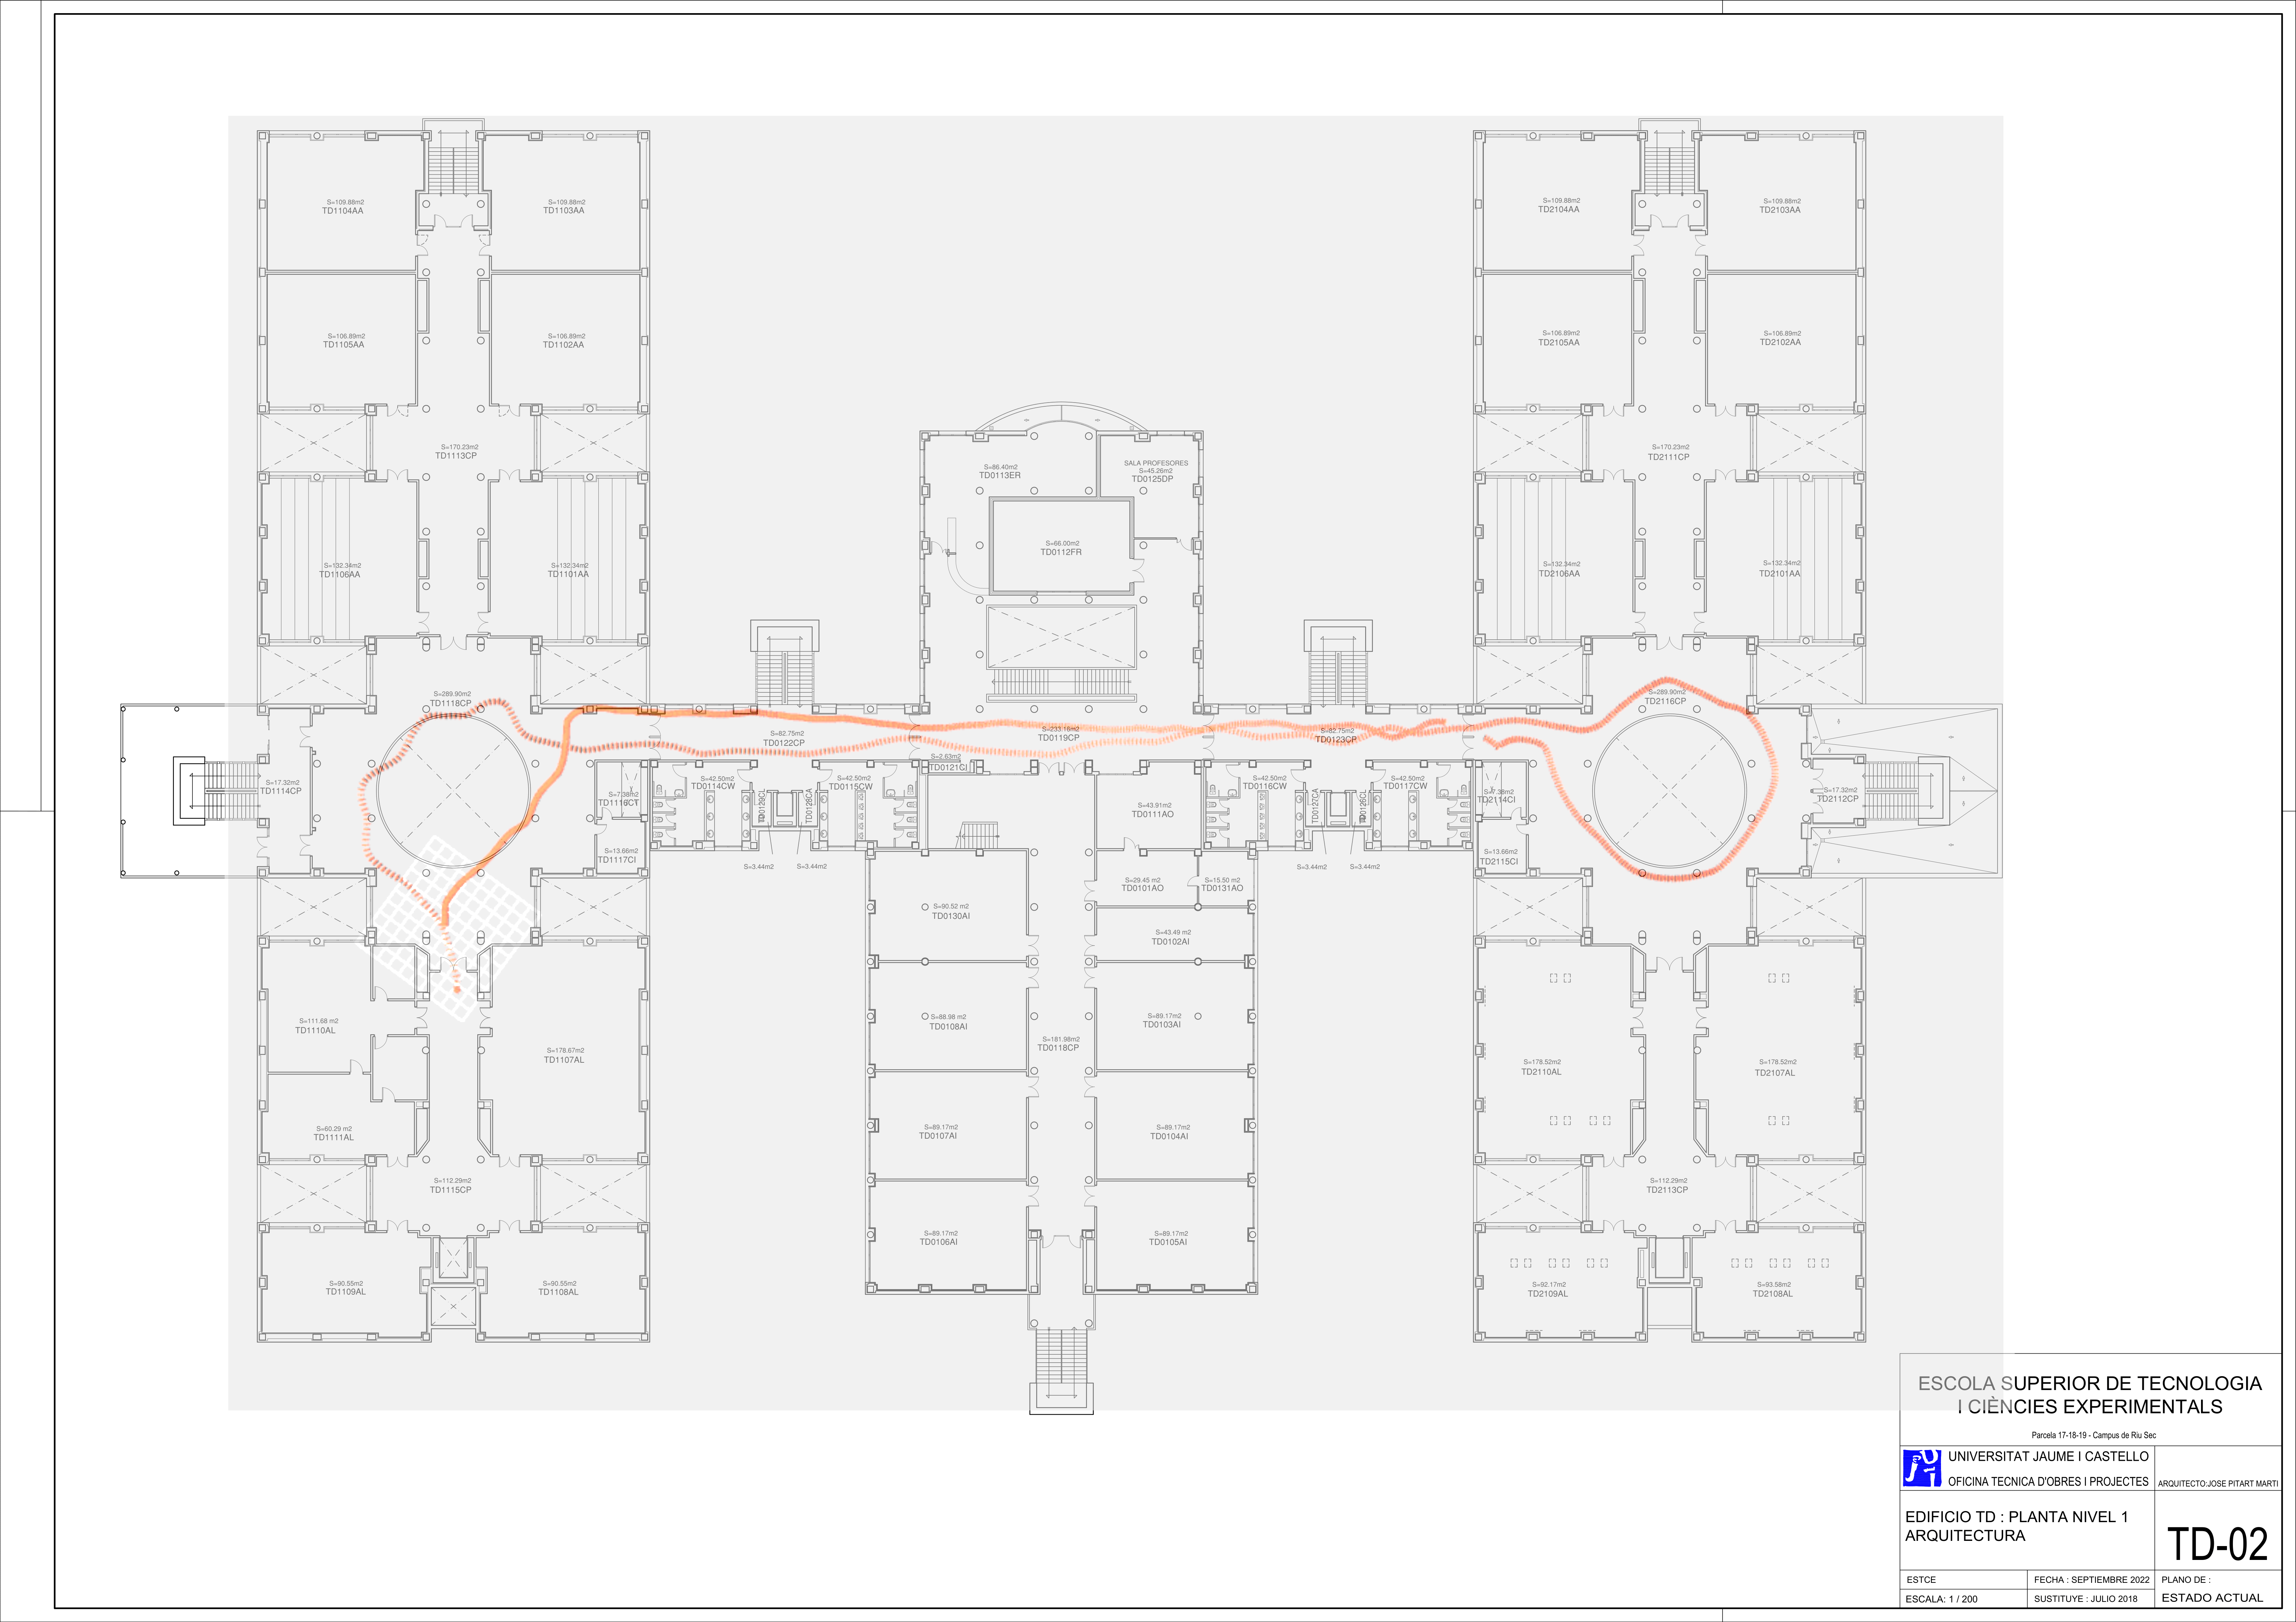 S=109.88m2
TD1104AA
S=109.88m2
TD1103AA
S=109.88m2
TD2104AA
S=109.88m2
TD2103AA
S=106.89m2
TD1105AA
S=106.89m2
TD1102AA
S=106.89m2
TD2105AA
S=106.89m2
TD2102AA
S=170.23m2
TD1113CP
S=86.40m2
TD0113ER
SALA PROFESORES
S=45.26m2
TD0125DP
S=170.23m2
TD2111CP
S=66.00m2
TD0112FR
S=132.34m2
TD1106AA
S=132.34m2
TD1101AA
S=132.34m2
TD2106AA
S=132.34m2
TD2101AA
S=289.90m2
TD1118CP
S=289.90m2
TD2116CP
S=82.75m2
TD0122CP
S=233.15m2
TD0119CP
S=82.75m2
TD0123CP
S=2.63m2
TD0121CI
S=17.32m2
TD1114CP
S=7.38m2
TD1116CT
S=42.50m2
TD0114CW
TD0129CL
TD0128CA
S=42.50m2
TD0115CW
S=43.91m2
TD0111AO
S=42.50m2
TD0116CW
TD0127CA
TD0126CL
S=42.50m2
TD0117CW
S=7.38m2
TD2114CI
S=17.32m2
TD2112CP
S=13.66m2
TD1117CI
S=3.44m2
S=3.44m2
S=3.44m2
S=3.44m2
S=13.66m2
TD2115CI
S=29.45 m2
TD0101AO
S=15.50 m2
TD0131AO
S=90.52 m2
TD0130AI
S=43.49 m2
TD0102AI
S=111.68 m2
TD1110AL
S=88.98 m2
TD0108AI
S=89.17m2
TD0103AI
S=178.67m2
TD1107AL
S=181.98m2
TD0118CP
S=178.52m2
TD2110AL
S=178.52m2
TD2107AL
S=60.29 m2
TD1111AL
S=89.17m2
TD0107AI
S=89.17m2
TD0104AI
S=112.29m2
TD1115CP
S=112.29m2
TD2113CP
S=89.17m2
TD0106AI
S=89.17m2
TD0105AI
S=90.55m2
TD1109AL
S=90.55m2
TD1108AL
S=92.17m2
TD2109AL
S=93.58m2
TD2108AL
ESCOLA SUPERIOR DE TECNOLOGIA
I CIÈNCIES EXPERIMENTALS
Parcela 17-18-19 - Campus de Riu Sec
UNIVERSITAT JAUME I CASTELLO
OFICINA TECNICA D'OBRES I PROJECTES
ARQUITECTO:JOSE PITART MARTI
EDIFICIO TD : PLANTA NIVEL 1
ARQUITECTURA
TD-02
ESTCE
FECHA : SEPTIEMBRE 2022
PLANO DE :
ESCALA: 1 / 200
SUSTITUYE : JULIO 2018
ESTADO ACTUAL